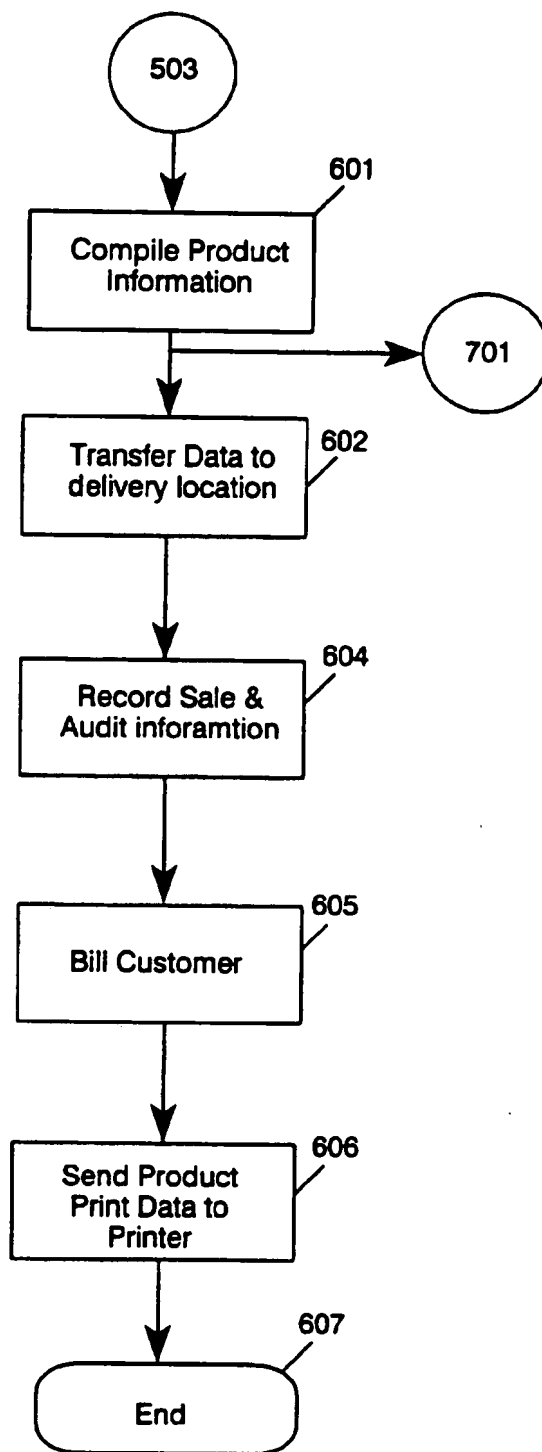 503
601
Compile Product
Information
701
602
Transfer Data to
delivery location
604
Record Sale &
Audit inforamtion
605
Bill Customer
606
Send Product
Print Data to
Printer
607
End